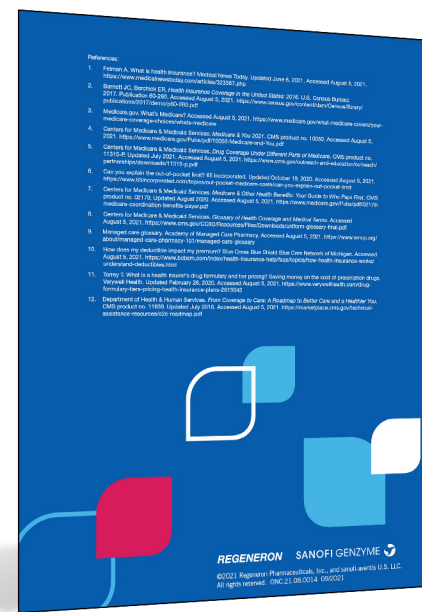 References:
1. Felman A. What is health insurance? Medical News Today. Updated June 6, 2021. Accessed August 5, 2021.
https://www.medicalnewstoday.com/articles/323367.php
2. Barnett JC, Berchick ER. Health Insurance Coverage in the United States: 2016. U.S. Census Bureau;
2017. Publication 60-260. Accessed August 5, 2021. https://www.census.gov/content/dam/Census/library/
publications/2017/demo/p60-260.pdf
3. Medicare.gov. What's Medicare? Accessed August 5, 2021. https://www.medicare.gov/what-medicare-covers/your-
medicare-coverage-choices/whats-medicare
4. Centers for Medicare & Medicaid Services. Medicare & You 2021. CMS product no. 10050. Accessed August 5,
2021. https://www.medicare.gov/Pubs/pdf/10050-Medicare-and-You.pdf
5. Centers for Medicare & Medicaid Services. Drug Coverage Under Different Parts of Medicare. CMS product no.
11315-P. Updated July 2021. Accessed August 5, 2021. https://www.cms.gov/outreach-and-education/outreach/
partnerships/downloads/11315-p.pdf
6. Can you explain the out-of-pocket limit? 65 Incorporated. Updated October 19, 2020. Accessed August 5, 2021.
https://www.65incorporated.com/topics/out-pocket-medicare-costs/can-you-explain-out-pocket-limit
7. Centers for Medicare & Medicaid Services. Medicare & Other Health Benefits: Your Guide to Who Pays First. CMS
product no. 02179. Updated August 2020. Accessed August 5, 2021. https://www.medicare.gov/Pubs/pdf/02179-
medicare-coordination-benefits-payer.pdf
8. Centers for Medicare & Medicaid Services. Glossary of Health Coverage and Medical Terms. Accessed
August 5, 2021. https://www.cms.gov/CCIIO/Resources/Files/Downloads/uniform-glossary-final.pdf
9. Managed care glossary. Academy of Managed Care Pharmacy. Accessed August 5, 2021. https://www.amcp.org/
about/managed-care-pharmacy-101/managed-care-glossary
10. How does my deductible impact my premium? Blue Cross Blue Shield Blue Care Network of Michigan. Accessed
August 5, 2021. https://www.bcbsm.com/index/health-insurance-help/faqs/topics/how-health-insurance-works/
understand-deductibles.html
11. Torrey T. What is a health insurer's drug formulary and tier pricing? Saving money on the cost of prescription drugs.
Verywell Health. Updated February 26, 2020. Accessed August 5, 2021. https://www.verywellhealth.com/drug-
formulary-tiers-pricing-health-insurance-plans-2615042
12. Department of Health & Human Services. From Coverage to Care: A Roadmap to Better Care and a Healthier You.
CMS product no. 11839. Updated July 2016. Accessed August 5, 2021. https://marketplace.cms.gov/technical-
assistance-resources/c2c-roadmap.pdf
REGENERON SANOFI GENZYME
©2021 Regeneron Pharmaceuticals, Inc., and sanofi-aventis U.S. LLC.
All rights reserved. ONC.21.08.0014 09/2021